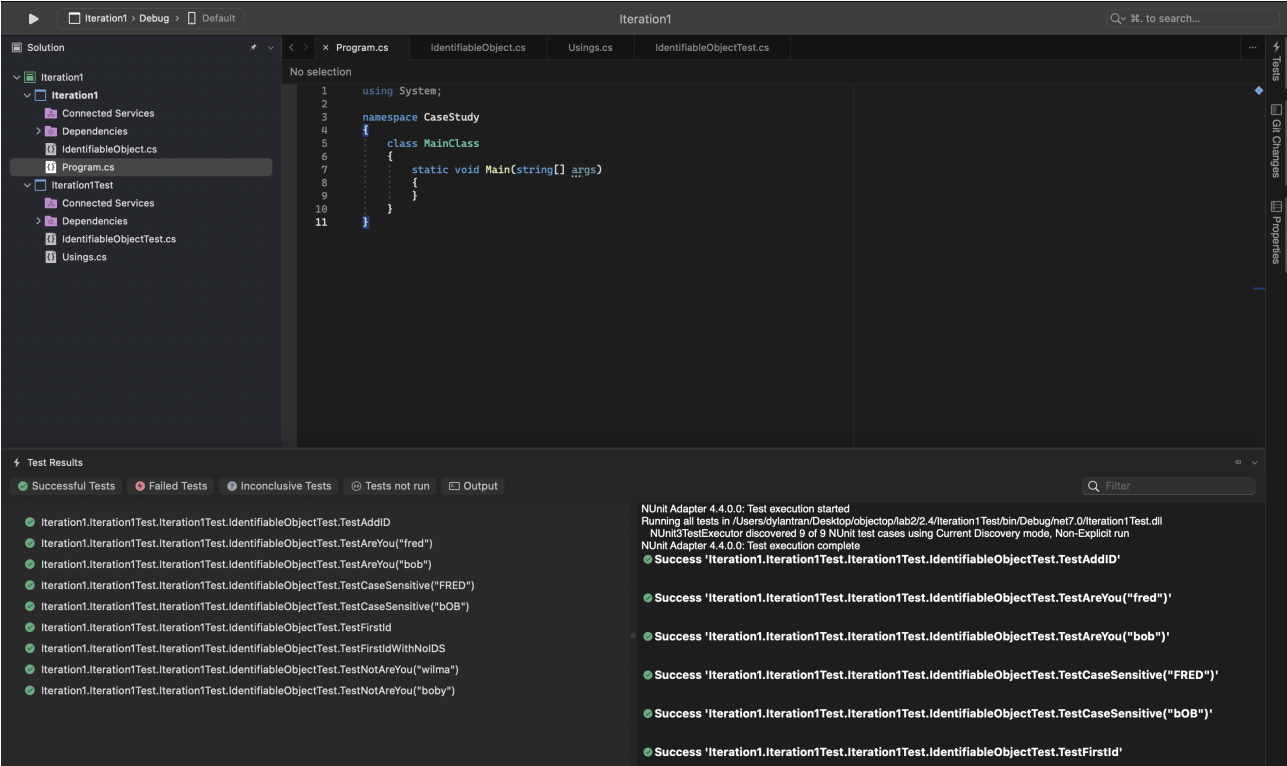 Iteration1 › Debug › Default
Iteration1
⌘. to search...
Solution
Program.cs
IdentifiableObject.cs
Usings.cs
IdentifiableObjectTest.cs
No selection
Iteration1
Iteration1
Connected Services
Dependencies
IdentifiableObject.cs
Program.cs
Iteration1Test
Connected Services
Dependencies
IdentifiableObjectTest.cs
Usings.cs
1 using System;
2
3 namespace CaseStudy
4 {
5 class MainClass
6 {
7 static void Main(string[] args)
8 {
9 }
10 }
11 }
Tests
Git Changes
Properties
Test Results
Successful Tests
Failed Tests
Inconclusive Tests
Tests not run
Output
Filter
Iteration1.Iteration1Test.Iteration1Test.IdentifiableObjectTest.TestAddID
Iteration1.Iteration1Test.Iteration1Test.IdentifiableObjectTest.TestAreYou("fred")
Iteration1.Iteration1Test.Iteration1Test.IdentifiableObjectTest.TestAreYou("bob")
Iteration1.Iteration1Test.Iteration1Test.IdentifiableObjectTest.TestCaseSensitive("FRED")
Iteration1.Iteration1Test.Iteration1Test.IdentifiableObjectTest.TestCaseSensitive("bOB")
Iteration1.Iteration1Test.Iteration1Test.IdentifiableObjectTest.TestFirstId
Iteration1.Iteration1Test.Iteration1Test.IdentifiableObjectTest.TestFirstIdWithNoIDS
Iteration1.Iteration1Test.Iteration1Test.IdentifiableObjectTest.TestNotAreYou("wilma")
Iteration1.Iteration1Test.Iteration1Test.IdentifiableObjectTest.TestNotAreYou("boby")
NUnit Adapter 4.4.0.0: Test execution started
Running all tests in /Users/dylantran/Desktop/objectop/lab2/2.4/Iteration1Test/bin/Debug/net7.0/Iteration1Test.dll
NUnit3TestExecutor discovered 9 of 9 NUnit test cases using Current Discovery mode, Non-Explicit run
NUnit Adapter 4.4.0.0: Test execution complete
Success 'Iteration1.Iteration1Test.Iteration1Test.IdentifiableObjectTest.TestAddID'
Success 'Iteration1.Iteration1Test.Iteration1Test.IdentifiableObjectTest.TestAreYou("fred")'
Success 'Iteration1.Iteration1Test.Iteration1Test.IdentifiableObjectTest.TestAreYou("bob")'
Success 'Iteration1.Iteration1Test.Iteration1Test.IdentifiableObjectTest.TestCaseSensitive("FRED")'
Success 'Iteration1.Iteration1Test.Iteration1Test.IdentifiableObjectTest.TestCaseSensitive("bOB")'
Success 'Iteration1.Iteration1Test.Iteration1Test.IdentifiableObjectTest.TestFirstId'